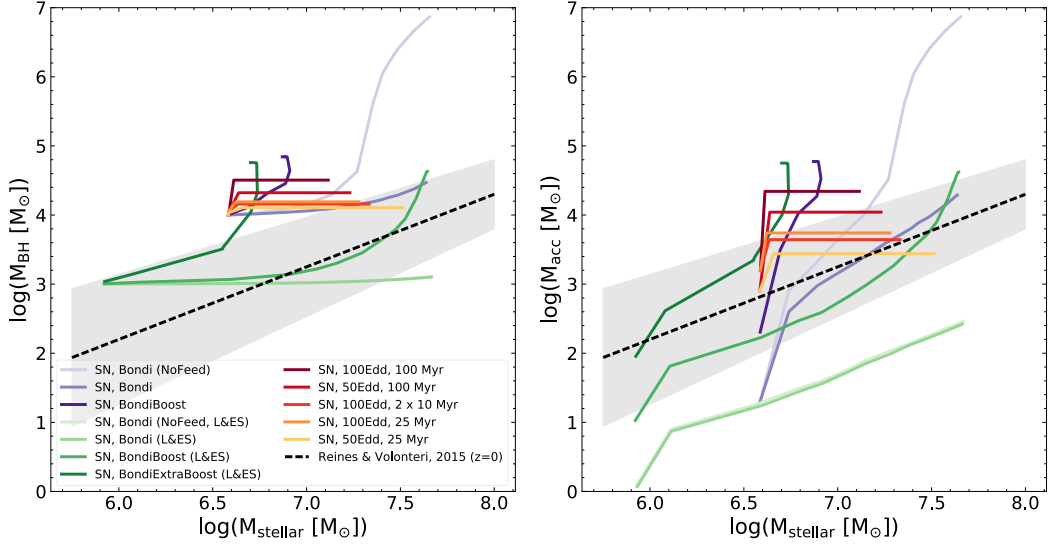 7
6
5
4
3
2
1
0
log(M_BH [M_⊙])
SN, Bondi (NoFeed)
SN, Bondi
SN, BondiBoost
SN, Bondi (NoFeed, L&ES)
SN, Bondi (L&ES)
SN, BondiBoost (L&ES)
SN, BondiExtraBoost (L&ES)
SN, 100Edd, 100 Myr
SN, 50Edd, 100 Myr
SN, 100Edd, 2 x 10 Myr
SN, 100Edd, 25 Myr
SN, 50Edd, 25 Myr
Reines & Volonteri, 2015 (z=0)
6.0 6.5 7.0 7.5 8.0
log(M_stellar [M_⊙])
7
6
5
4
3
2
1
0
log(M_acc [M_⊙])
6.0 6.5 7.0 7.5 8.0
log(M_stellar [M_⊙])